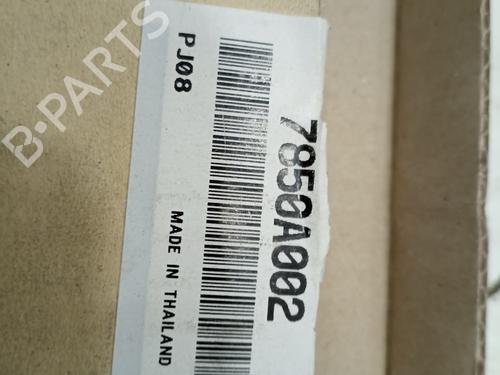 B-PARTS
PJ08
MADE IN THAILAND
7850A002